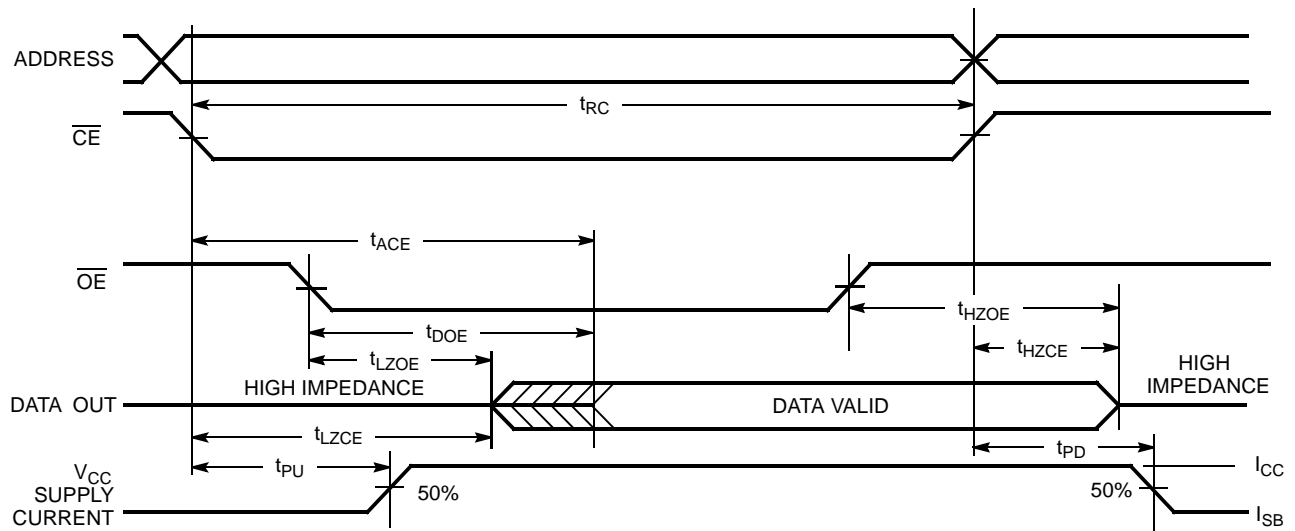 ADDRESS
tRC
CE
tACE
OE
tHZOE
tDOE
tLZOE
tHZCE
HIGH IMPEDANCE
HIGH
IMPEDANCE
DATA OUT
DATA VALID
tLZCE
tPD
tPU
VCC
SUPPLY
CURRENT
50%
50%
ICC
ISB